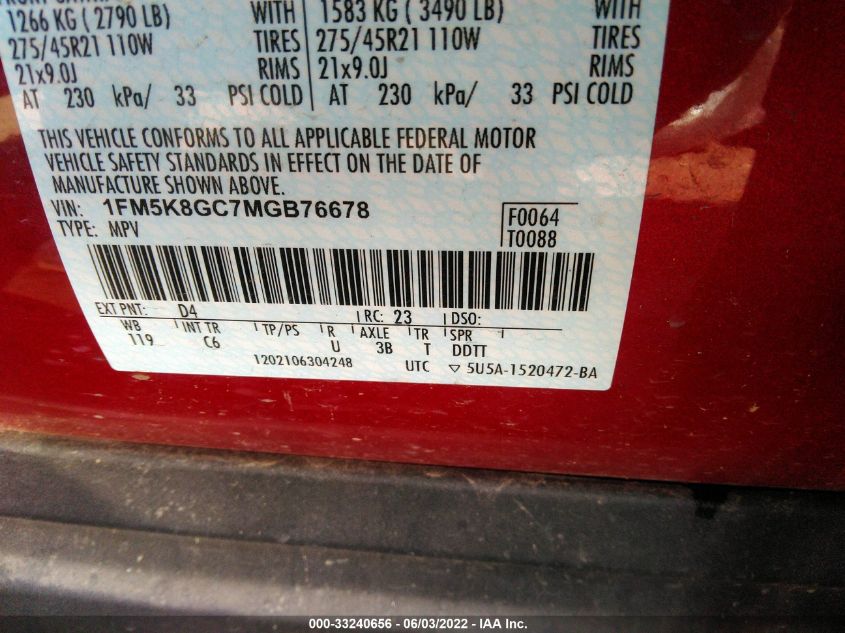 1266 KG ( 2790 LB) WITH 1583 KG ( 3490 LB) WITH
275/45R21 110W TIRES 275/45R21 110W TIRES
21x9.0J RIMS 21x9.0J RIMS
AT 230 kPa/ 33 PSI COLD AT 230 kPa/ 33 PSI COLD
THIS VEHICLE CONFORMS TO ALL APPLICABLE FEDERAL MOTOR
VEHICLE SAFETY STANDARDS IN EFFECT ON THE DATE OF
MANUFACTURE SHOWN ABOVE.
VIN: 1FM5K8GC7MGB76678 F0064
TYPE: MPV T0088
EXT PNT: D4 RC: 23 DSO:
WB INT TR TP/PS R AXLE TR SPR
119 C6 U 3B T DDTT
1202106304248 UTC ▽ 5U5A-1520472-BA
000-33240656 - 06/03/2022 - IAA Inc.